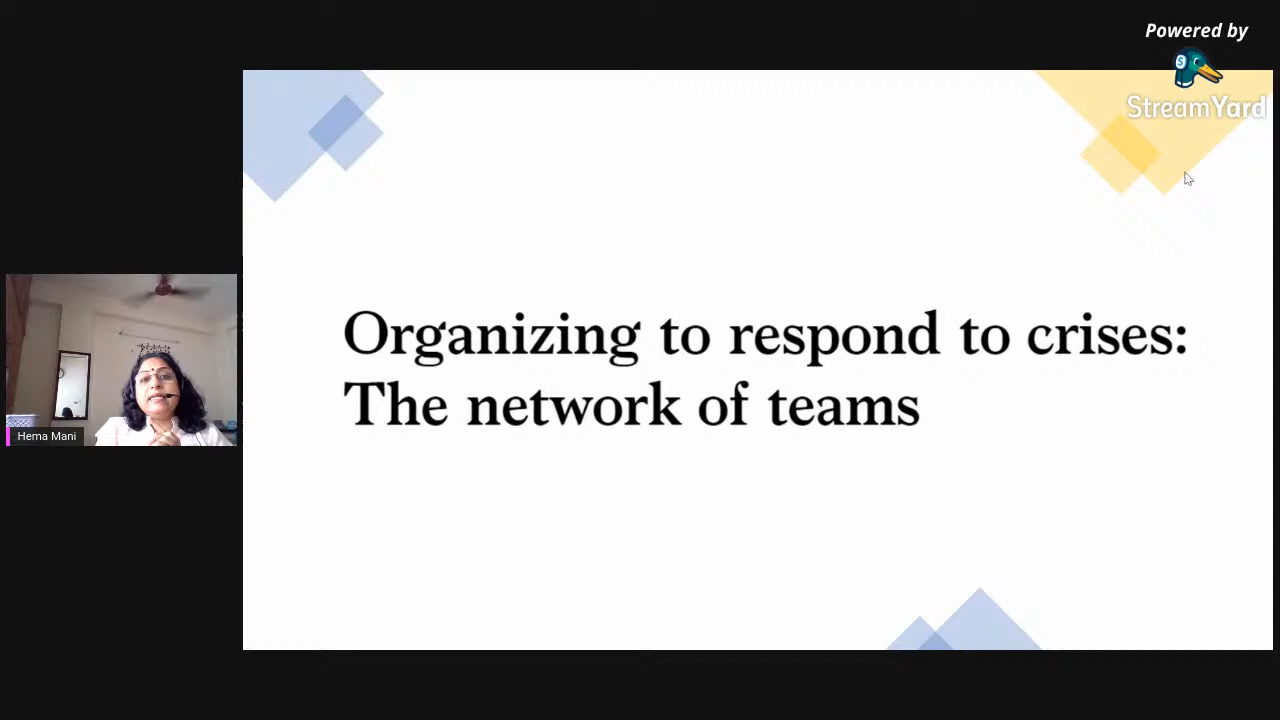 Powered by
StreamYard
Organizing to respond to crises:
The network of teams
Hema Mani